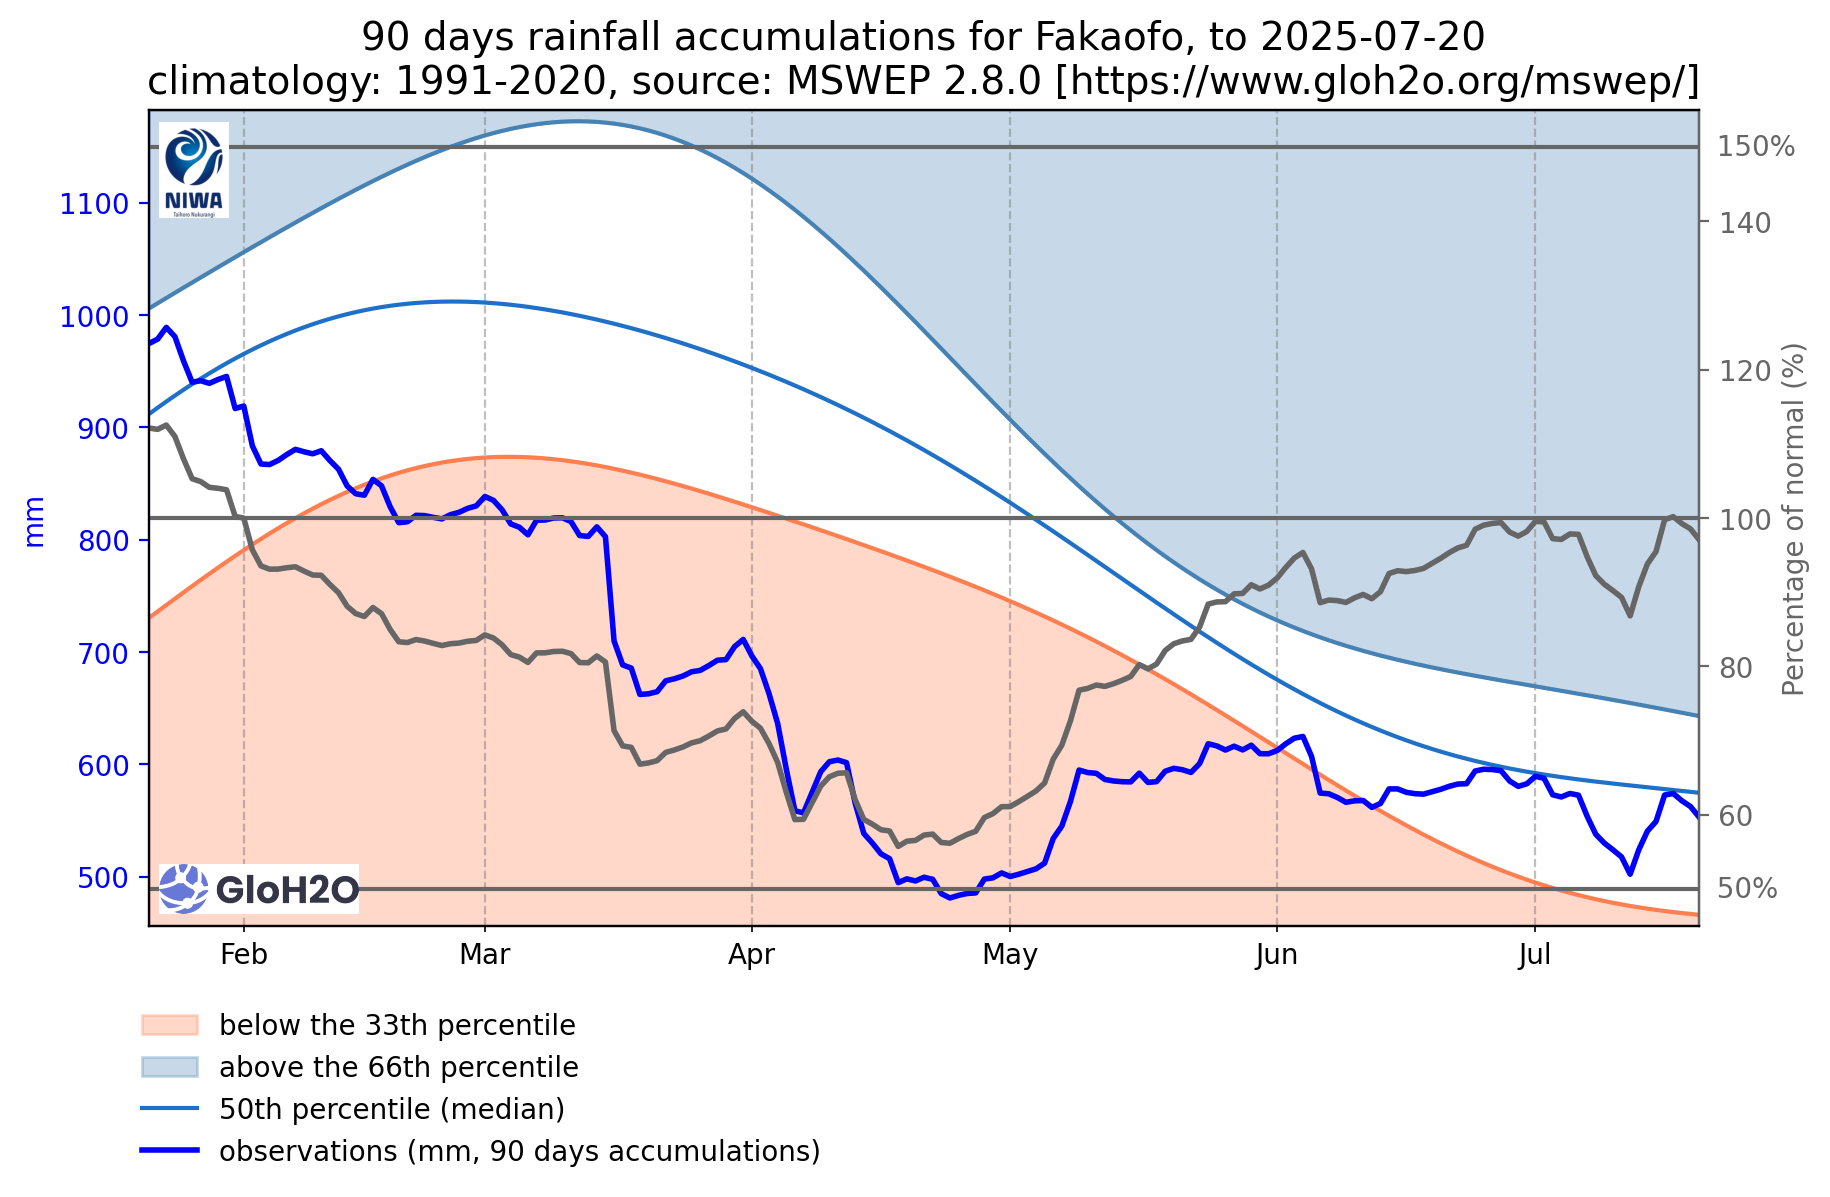 90 days rainfall accumulations for Fakaofo, to 2025-07-20
climatology: 1991-2020, source: MSWEP 2.8.0 [https://www.gloh2o.org/mswep/]
NIWA
Taihoro Nukurangi
150%
1100
140
1000
120
900
Percentage of normal (%)
mm
800
100
700
80
600
60
500
50%
GloH2O
Feb
Mar
Apr
May
Jun
Jul
below the 33th percentile
above the 66th percentile
50th percentile (median)
observations (mm, 90 days accumulations)